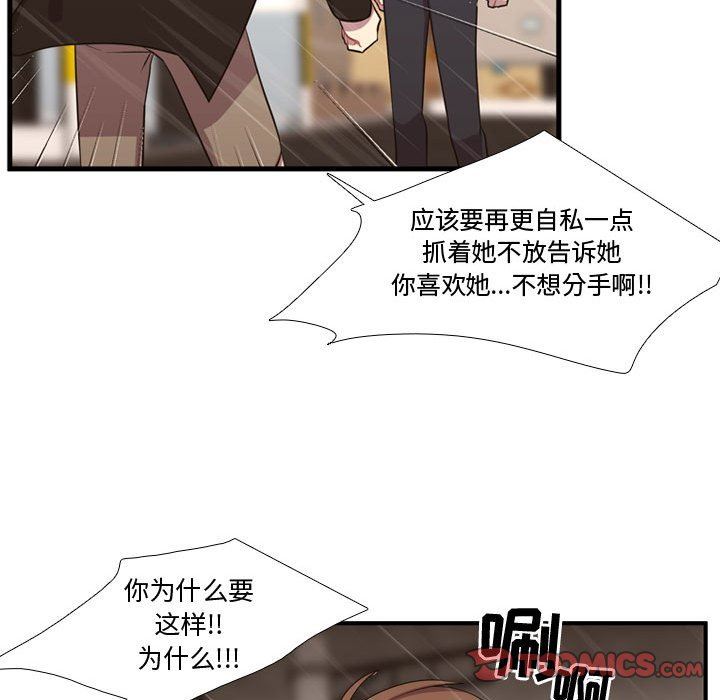 应该要再更自私一点
抓着她不放告诉她
你喜欢她...不想分手啊!!
你为什么要
这样!!
为什么!!!
唰
啊
TOOMICS.COM